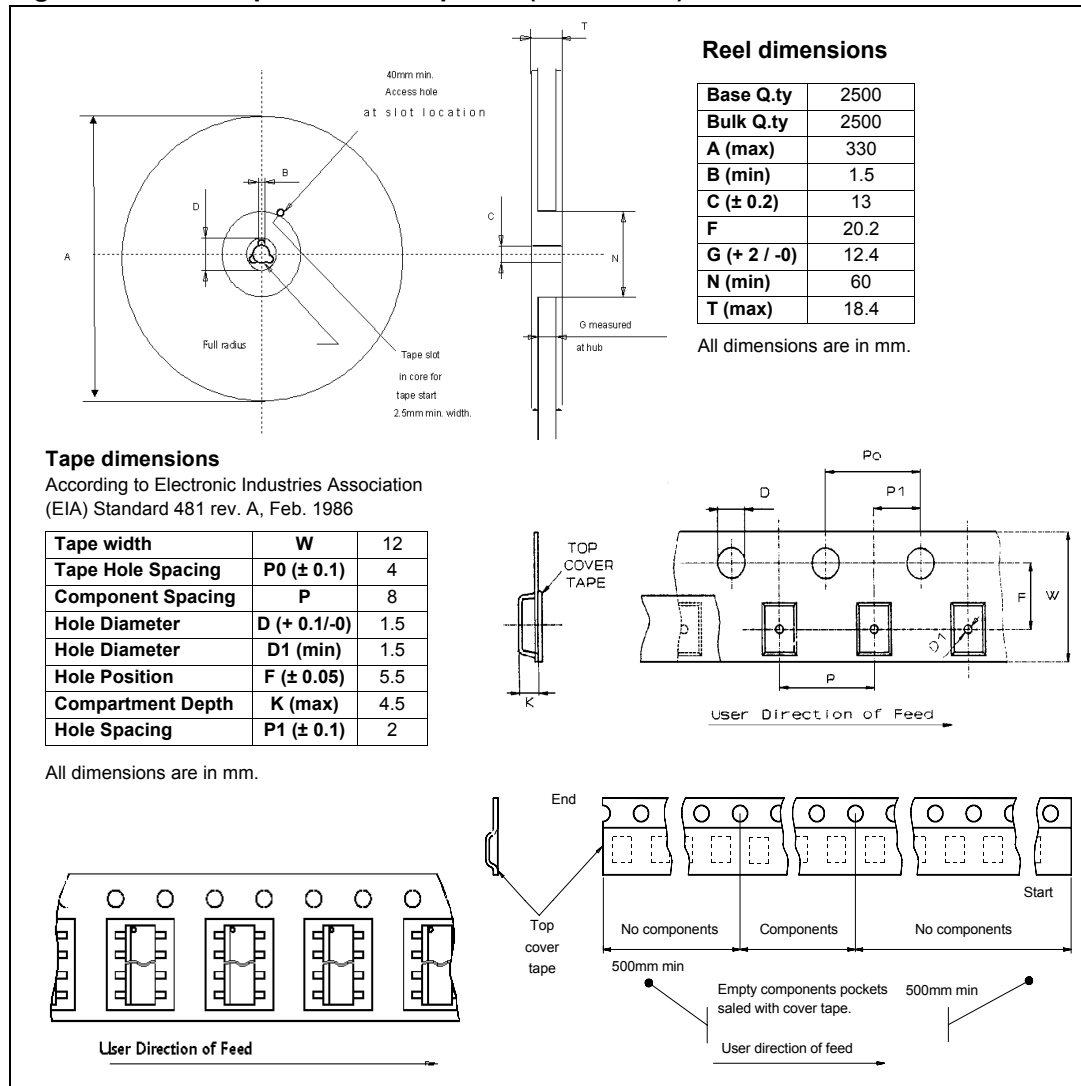 T
40mm min.
Access hole
at slot location
B
D
A
C
N
Full radius
Tape slot
in core for
tape start
2.5mm min. width.
G measured
at hub
Reel dimensions
Base Q.ty 2500
Bulk Q.ty 2500
A (max) 330
B (min) 1.5
C (± 0.2) 13
F 20.2
G (+ 2 / -0) 12.4
N (min) 60
T (max) 18.4
All dimensions are in mm.
Tape dimensions
According to Electronic Industries Association
(EIA) Standard 481 rev. A, Feb. 1986
Tape width W 12
Tape Hole Spacing P0 (± 0.1) 4
Component Spacing P 8
Hole Diameter D (+ 0.1/-0) 1.5
Hole Diameter D1 (min) 1.5
Hole Position F (± 0.05) 5.5
Compartment Depth K (max) 4.5
Hole Spacing P1 (± 0.1) 2
All dimensions are in mm.
TOP
COVER
TAPE
K
Po
D
P1
F
W
D1
P
User Direction of Feed
End
Start
Top
cover
tape
No components
Components
No components
500mm min
Empty components pockets
saled with cover tape.
500mm min
User direction of feed
User Direction of Feed